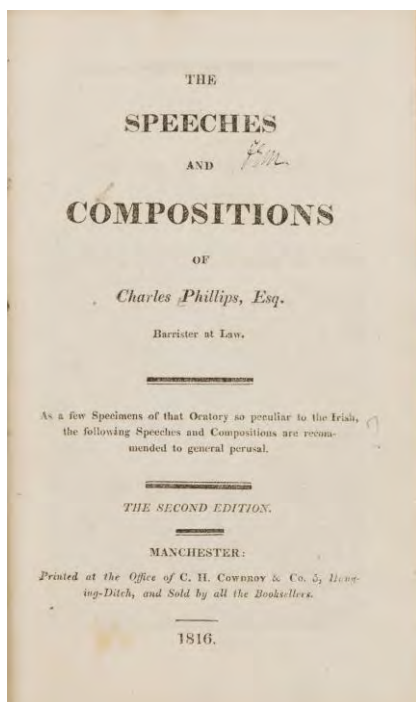 THE
SPEECHES
AND
COMPOSITIONS
OF
Charles Phillips, Esq.
Barrister at Law.
As a few Specimens of that Oratory so peculiar to the Irish,
the following Speeches and Compositions are recom-
mended to general perusal.
THE SECOND EDITION.
MANCHESTER:
Printed at the Office of C. H. COWDROY & Co. 5, Hang-
ing-Ditch, and Sold by all the Booksellers.
1816.